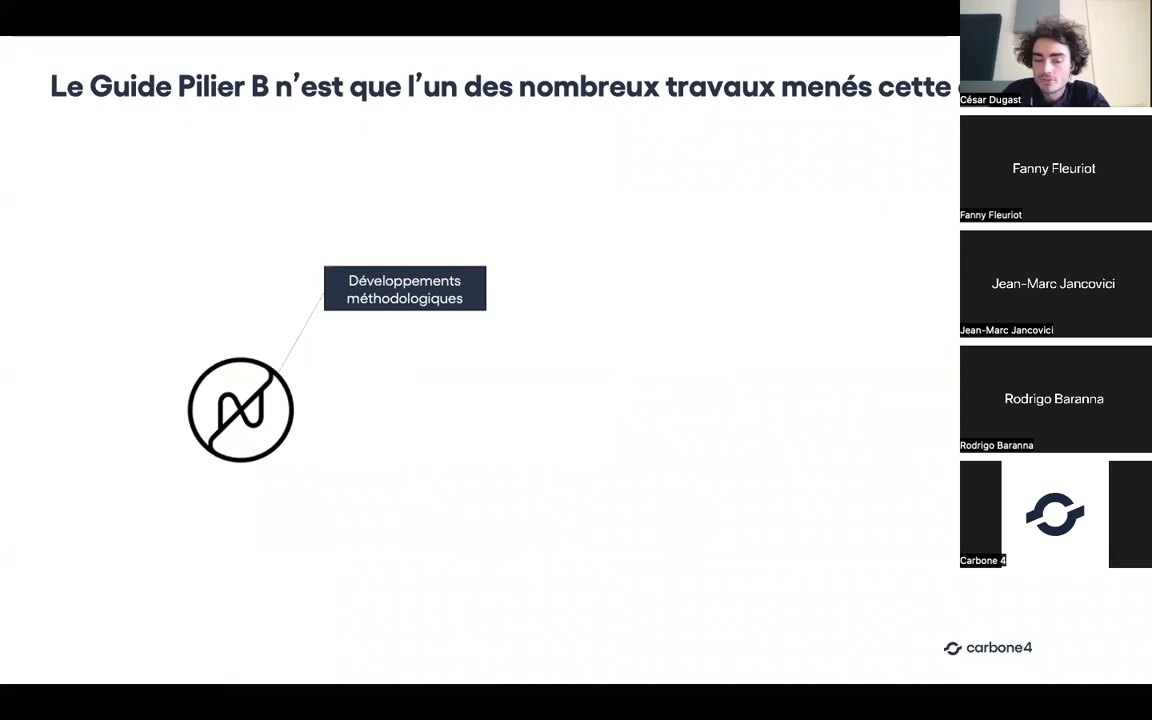 Le Guide Pilier B n'est que l'un des nombreux travaux menés cette
Développements
méthodologiques
carbone4
César Dugast
Fanny Fleuriot
Fanny Fleuriot
Jean-Marc Jancovici
Jean-Marc Jancovici
Rodrigo Baranna
Rodrigo Baranna
Carbone 4